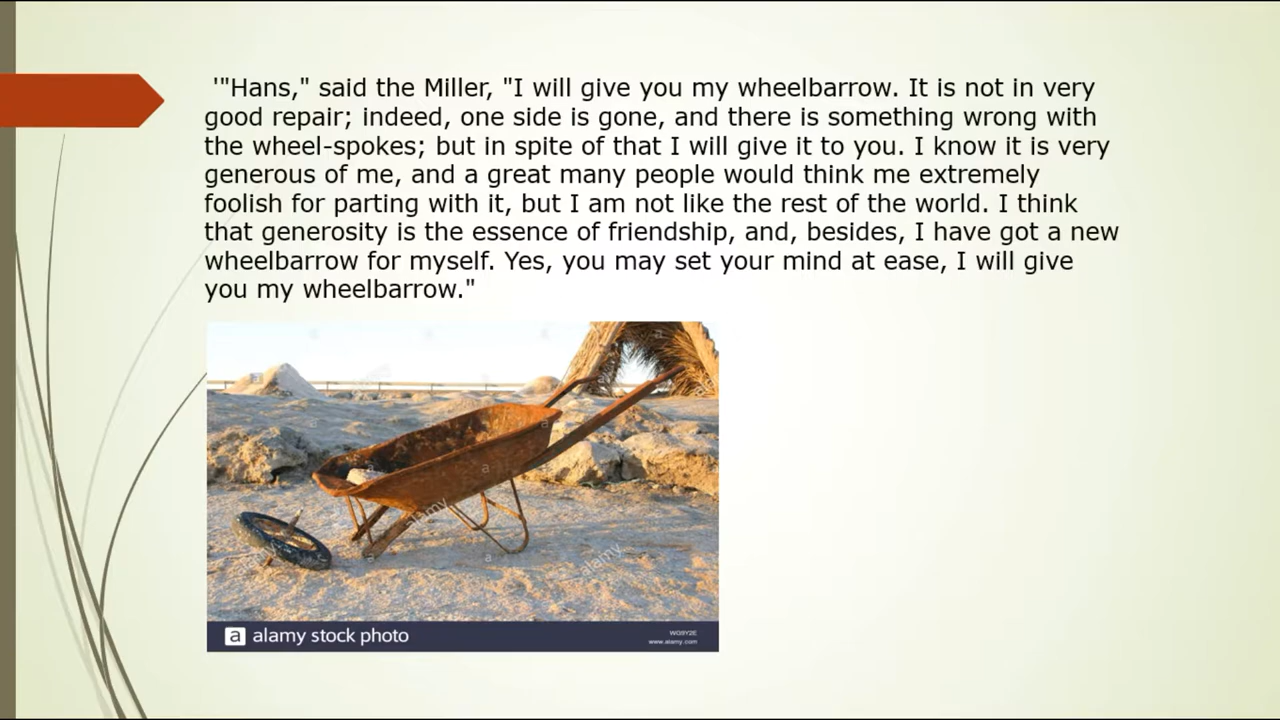 '"Hans," said the Miller, "I will give you my wheelbarrow. It is not in very
good repair; indeed, one side is gone, and there is something wrong with
the wheel-spokes; but in spite of that I will give it to you. I know it is very
generous of me, and a great many people would think me extremely
foolish for parting with it, but I am not like the rest of the world. I think
that generosity is the essence of friendship, and, besides, I have got a new
wheelbarrow for myself. Yes, you may set your mind at ease, I will give
you my wheelbarrow."
a
a
a
a
alamy
alamy
a
a alamy stock photo
WG9Y2E
www.alamy.com